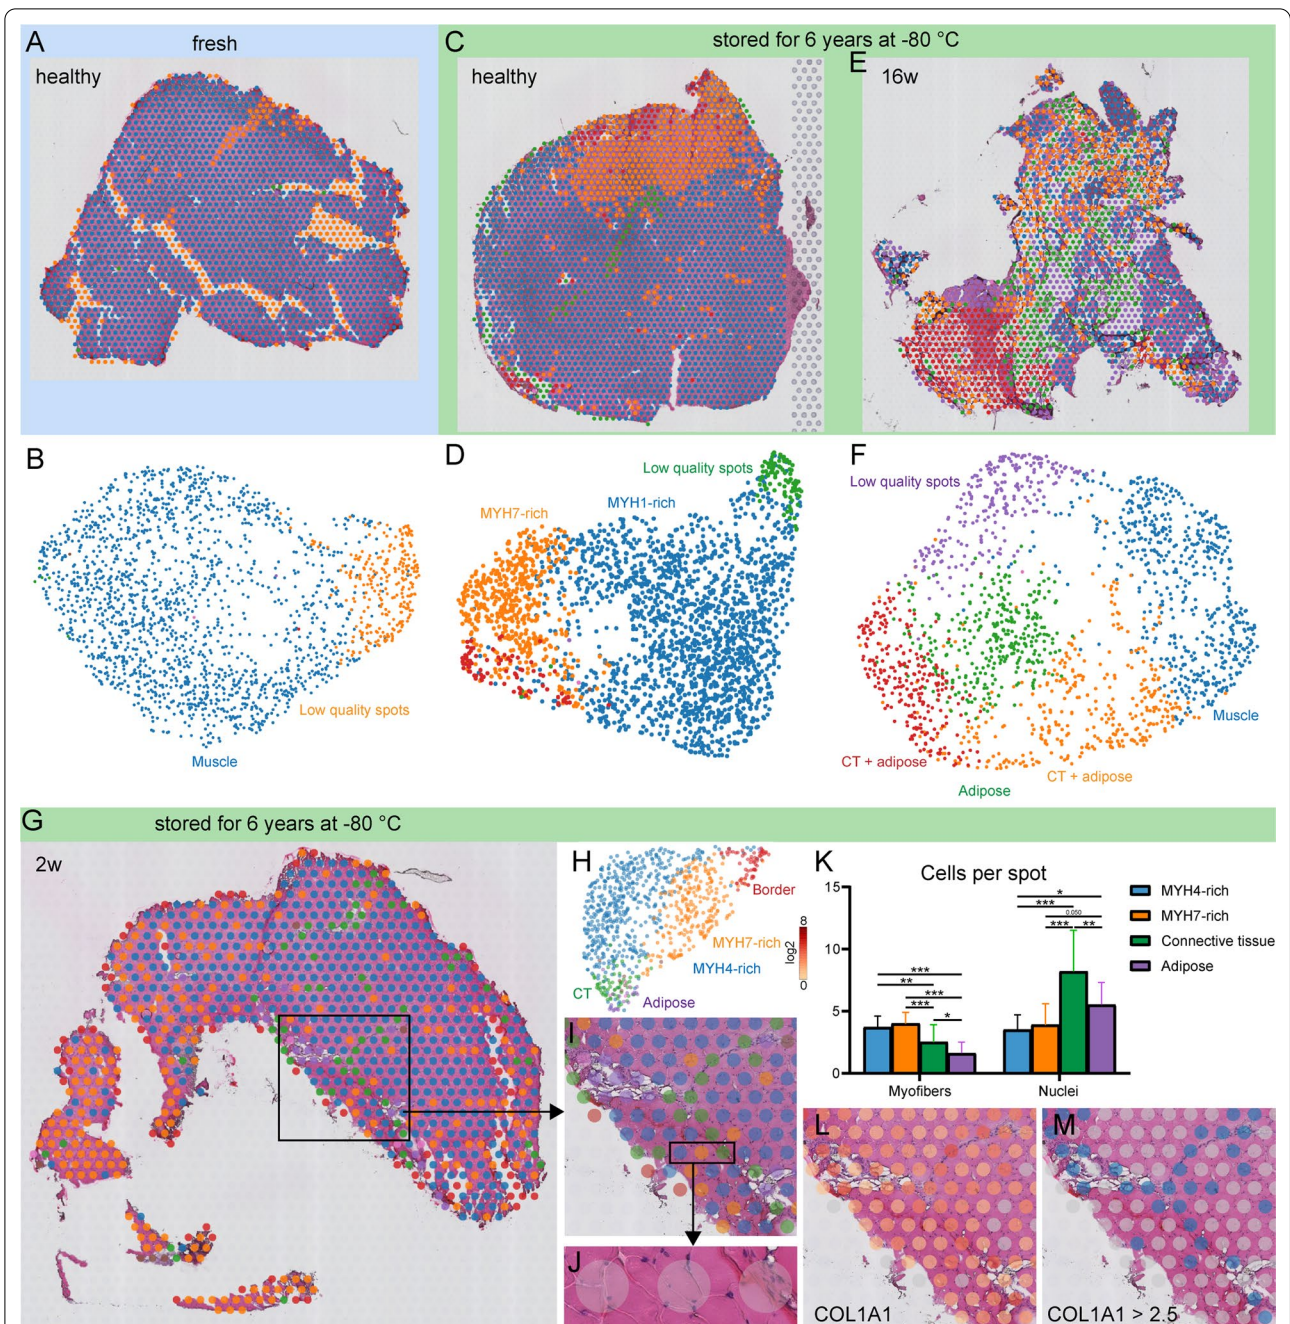 A
fresh
healthy
C
stored for 6 years at -80 °C
healthy
E
16w
B
Low quality spots
Muscle
D
Low quality spots
MYH1-rich
MYH7-rich
F
Low quality spots
Muscle
CT + adipose
CT + adipose
Adipose
G
stored for 6 years at -80 °C
2w
H
Border
MYH7-rich
MYH4-rich
CT
Adipose
8
log2
0
I
J
K
Cells per spot
15
10
5
0
*
***
0.050
*** **
***
**
***
***
*
Myofibers
Nuclei
MYH4-rich
MYH7-rich
Connective tissue
Adipose
L
COL1A1
M
COL1A1 > 2.5